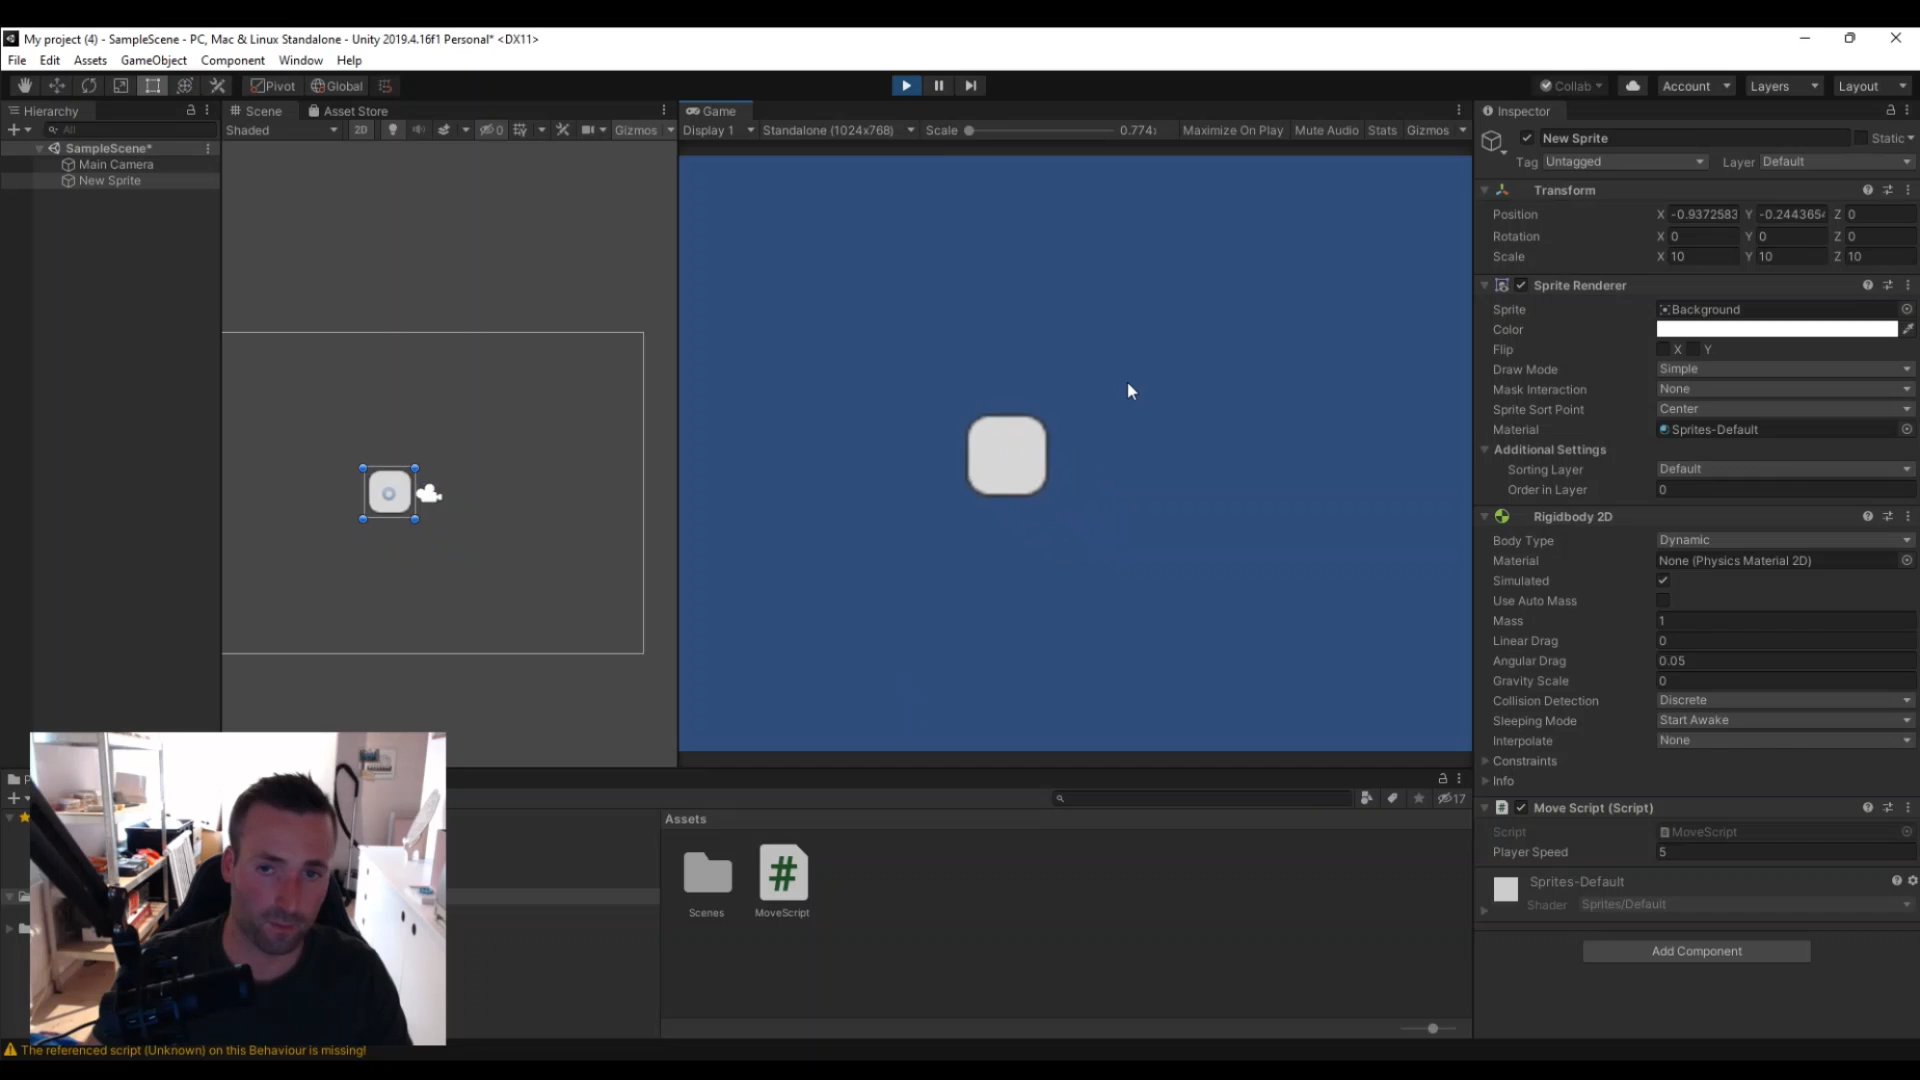 My project (4) - SampleScene - PC, Mac & Linux Standalone - Unity 2019.4.16f1 Personal* <DX11>
File Edit Assets GameObject Component Window Help
Pivot Global Collab Account Layers Layout
Hierarchy
All
SampleScene*
Main Camera
New Sprite
Scene Asset Store
Shaded 2D 0 Gizmos
Game
Display 1 Standalone (1024x768) Scale 0.774 Maximize On Play Mute Audio Stats Gizmos
Inspector
New Sprite Static
Tag Untagged Layer Default
Transform
Position X -0.9372583 Y -0.2443654 Z 0
Rotation X 0 Y 0 Z 0
Scale X 10 Y 10 Z 10
Sprite Renderer
Sprite Background
Color
Flip X Y
Draw Mode Simple
Mask Interaction None
Sprite Sort Point Center
Material Sprites-Default
Additional Settings
Sorting Layer Default
Order in Layer 0
Rigidbody 2D
Body Type Dynamic
Material None (Physics Material 2D)
Simulated
Use Auto Mass
Mass 1
Linear Drag 0
Angular Drag 0.05
Gravity Scale 0
Collision Detection Discrete
Sleeping Mode Start Awake
Interpolate None
Constraints
Info
Move Script (Script)
Script MoveScript
Player Speed 5
Sprites-Default
Shader Sprites/Default
Add Component
17
Assets
Scenes
MoveScript
The referenced script (Unknown) on this Behaviour is missing!